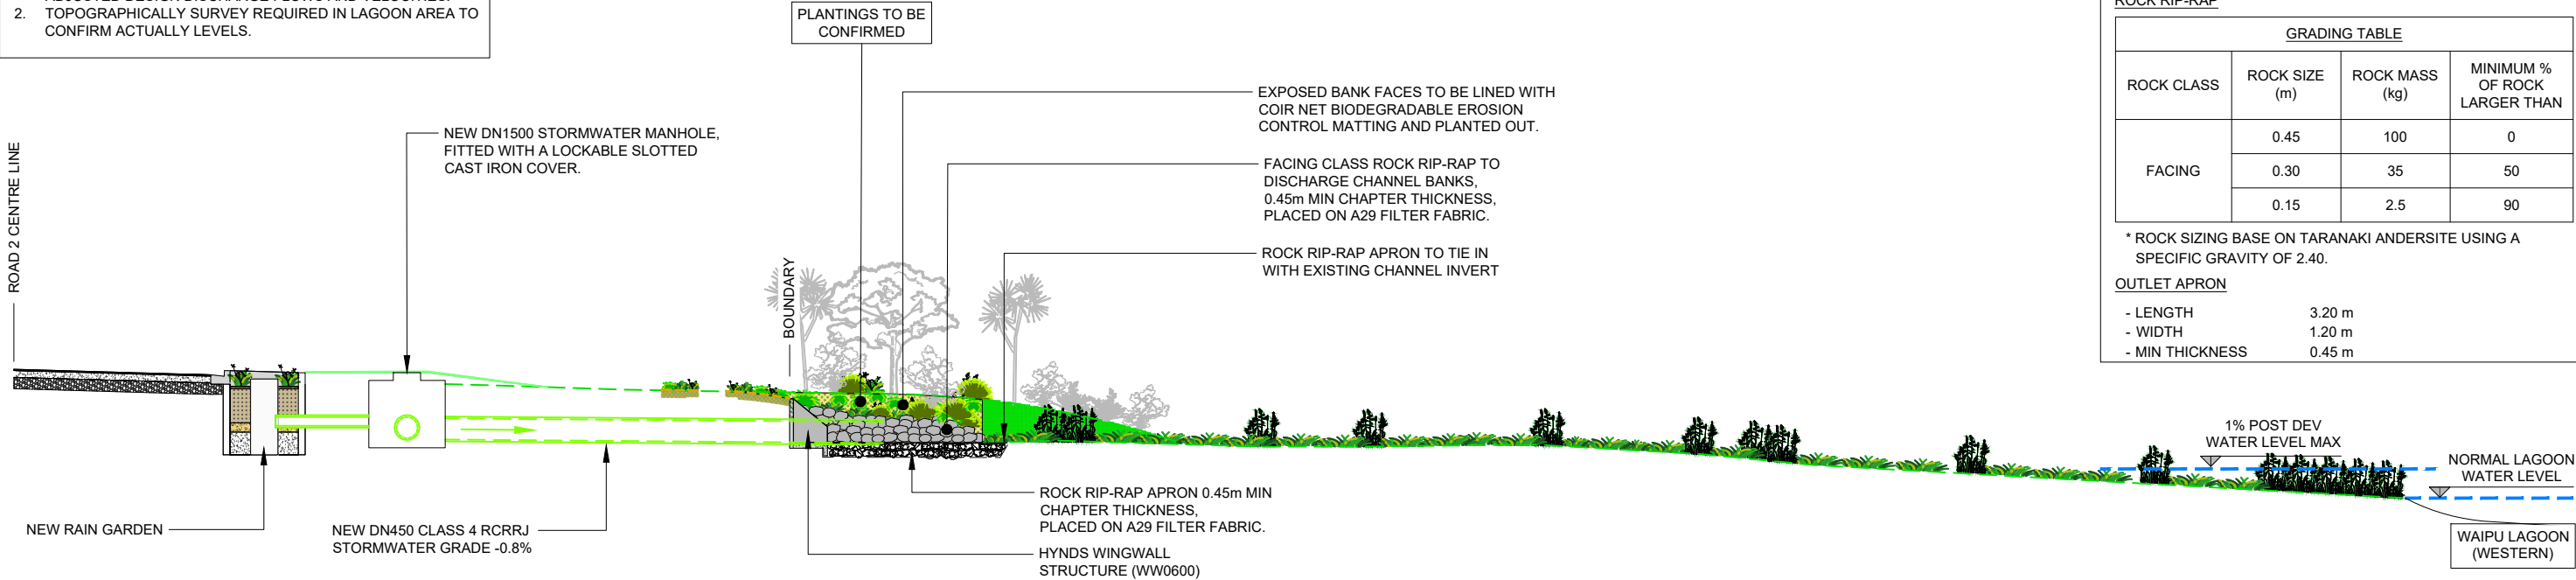 ADJUSTED DESIGN DISCHARGE FLOWS AND VELOCITIES.
2. TOPOGRAPHICALLY SURVEY REQUIRED IN LAGOON AREA TO
CONFIRM ACTUALLY LEVELS.
PLANTINGS TO BE
CONFIRMED
EXPOSED BANK FACES TO BE LINED WITH
COIR NET BIODEGRADABLE EROSION
CONTROL MATTING AND PLANTED OUT.
NEW DN1500 STORMWATER MANHOLE,
FITTED WITH A LOCKABLE SLOTTED
CAST IRON COVER.
FACING CLASS ROCK RIP-RAP TO
DISCHARGE CHANNEL BANKS,
0.45m MIN CHAPTER THICKNESS,
PLACED ON A29 FILTER FABRIC.
ROCK RIP-RAP APRON TO TIE IN
WITH EXISTING CHANNEL INVERT
ROAD 2 CENTRE LINE
BOUNDARY
NEW RAIN GARDEN
NEW DN450 CLASS 4 RCRRJ
STORMWATER GRADE -0.8%
ROCK RIP-RAP APRON 0.45m MIN
CHAPTER THICKNESS,
PLACED ON A29 FILTER FABRIC.
HYNDS WINGWALL
STRUCTURE (WW0600)
ROCK RIP-RAP
GRADING TABLE
ROCK CLASS
ROCK SIZE
(m)
ROCK MASS
(kg)
MINIMUM %
OF ROCK
LARGER THAN
FACING
0.45 100 0
0.30 35 50
0.15 2.5 90
* ROCK SIZING BASE ON TARANAKI ANDERSITE USING A
SPECIFIC GRAVITY OF 2.40.
OUTLET APRON
- LENGTH 3.20 m
- WIDTH 1.20 m
- MIN THICKNESS 0.45 m
1% POST DEV
WATER LEVEL MAX
NORMAL LAGOON
WATER LEVEL
WAIPU LAGOON
(WESTERN)